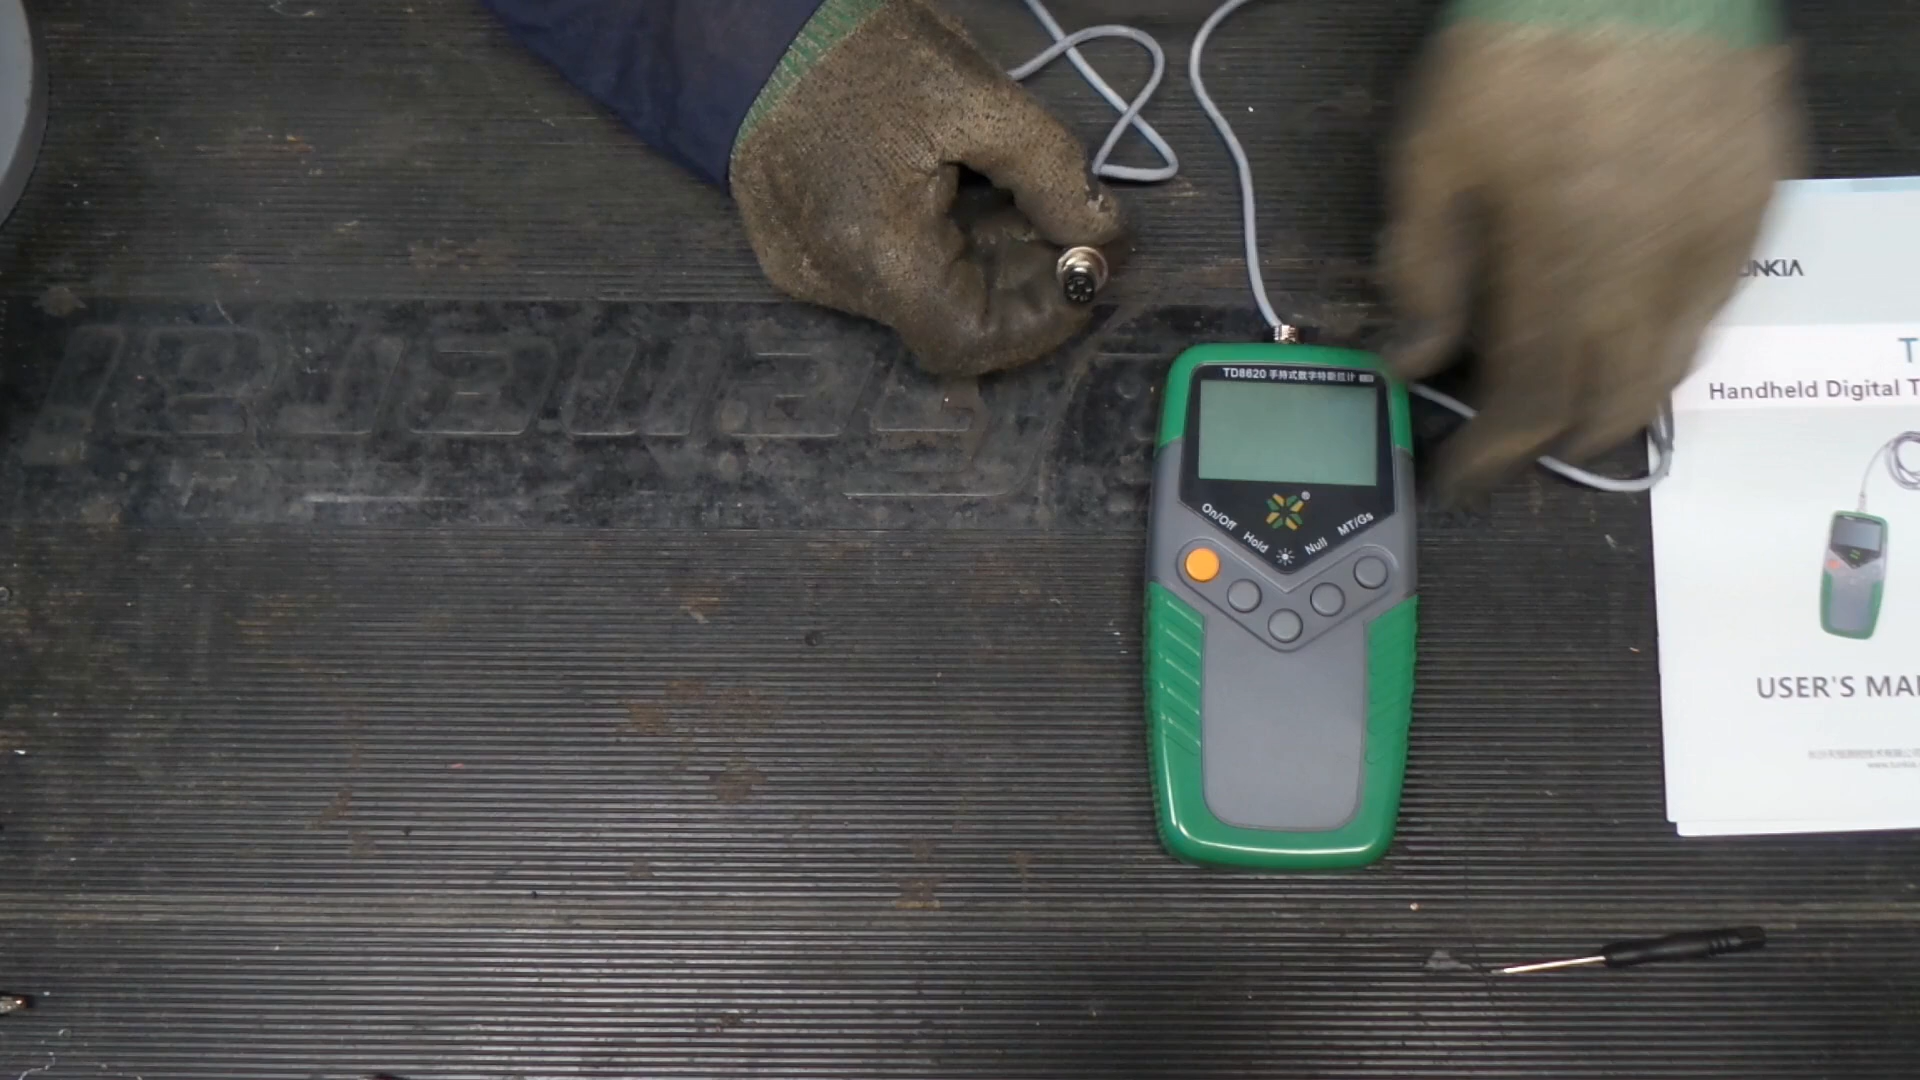 TD8620 手持式数字特斯拉计
®
On/Off
Hold
Null
MT/Gs
UNKIA
T
Handheld Digital T
USER'S MA
General